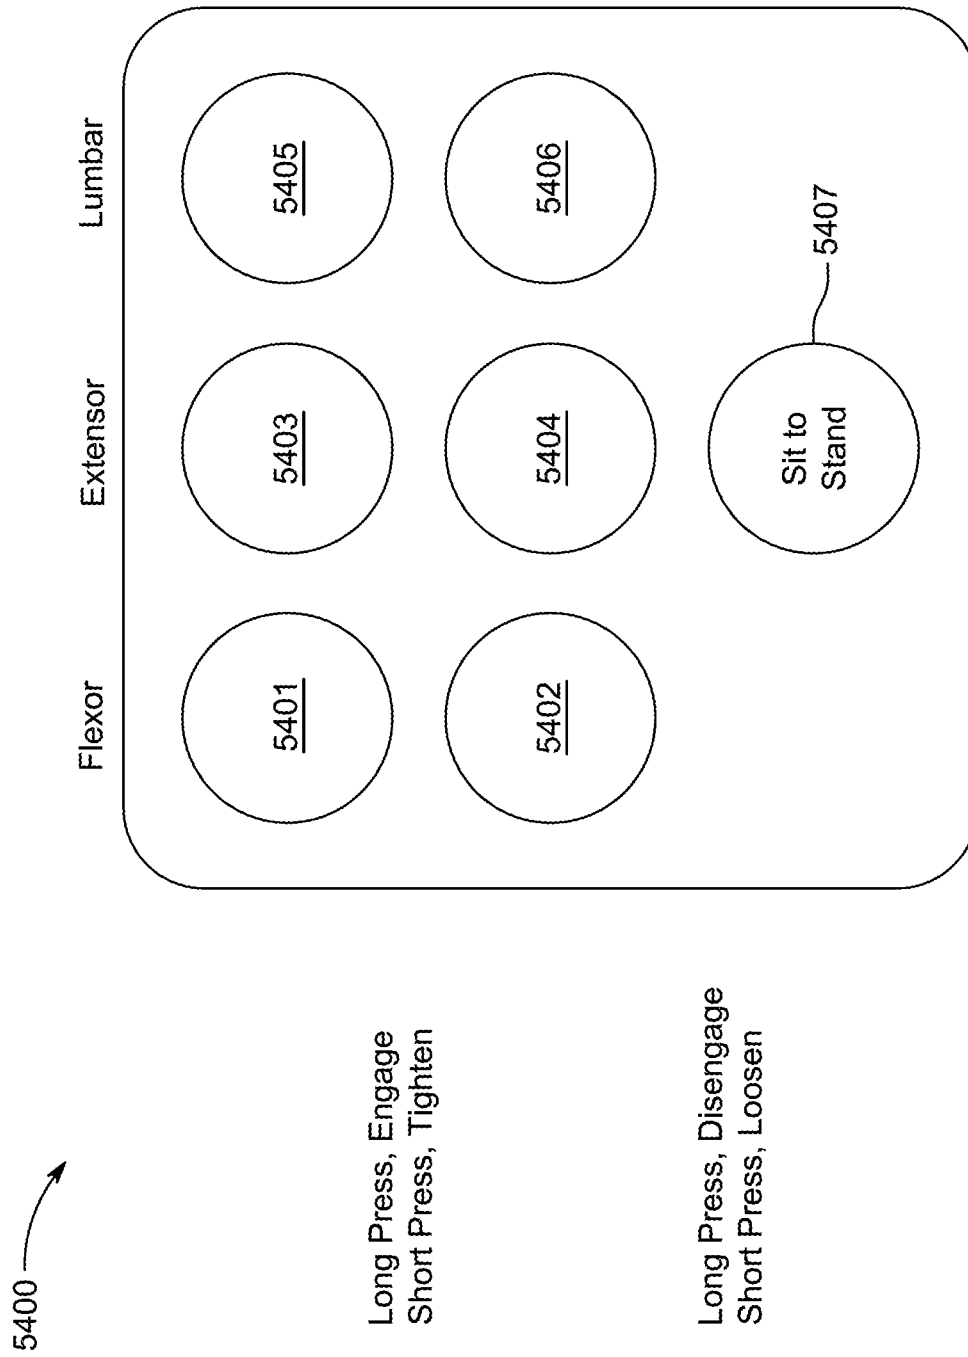 5400
Flexor
Extensor
Lumbar
Long Press, Engage
Short Press, Tighten
5401
5403
5405
Long Press, Disengage
Short Press, Loosen
5402
5404
5406
Sit to
Stand
5407